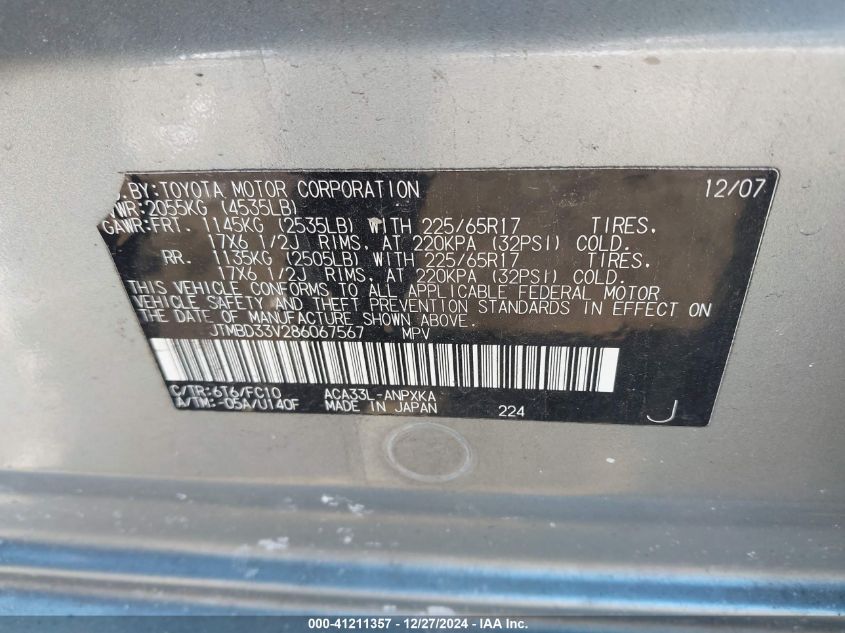 D.BY:TOYOTA MOTOR CORPORATION 12/07
WR:2055KG (4535LB)
GAWR:FRT. 1145KG (2535LB) WITH 225/65R17 TIRES,
17X6 1/2J RIMS, AT 220KPA (32PSI) COLD.
RR. 1135KG (2505LB) WITH 225/65R17 TIRES,
17X6 1/2J RIMS, AT 220KPA (32PSI) COLD.
THIS VEHICLE CONFORMS TO ALL APPLICABLE FEDERAL MOTOR
VEHICLE SAFETY AND THEFT PREVENTION STANDARDS IN EFFECT ON
THE DATE OF MANUFACTURE SHOWN ABOVE.
JTMBD33V286067567 MPV
C/TR:6T6/FC10 ACA33L-ANPXKA
A/TM:-05A/U140F MADE IN JAPAN 224 J
000-41211357 - 12/27/2024 - IAA Inc.